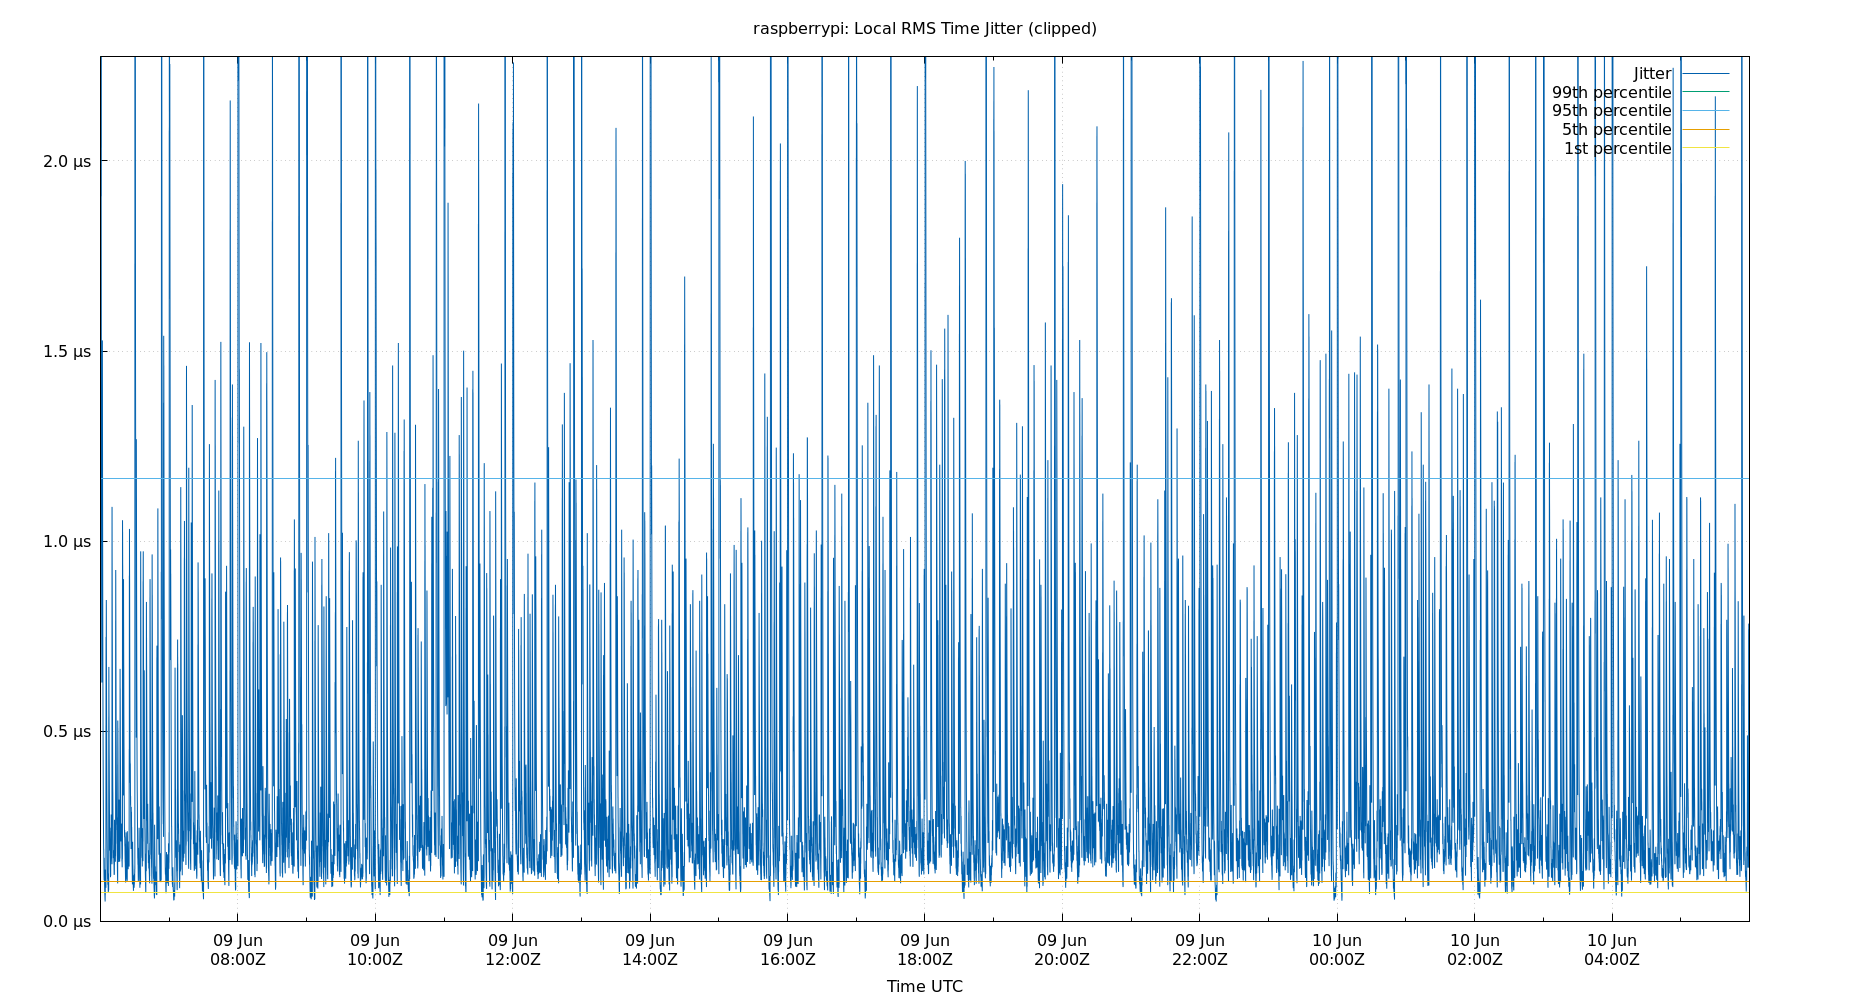 raspberrypi: Local RMS Time Jitter (clipped)
Jitter
99th percentile
95th percentile
5th percentile
1st percentile
2.0 µs
1.5 µs
1.0 µs
0.5 µs
0.0 µs
09 Jun 09 Jun 09 Jun 09 Jun 09 Jun 09 Jun 09 Jun 09 Jun 10 Jun 10 Jun 10 Jun
08:00Z 10:00Z 12:00Z 14:00Z 16:00Z 18:00Z 20:00Z 22:00Z 00:00Z 02:00Z 04:00Z
Time UTC